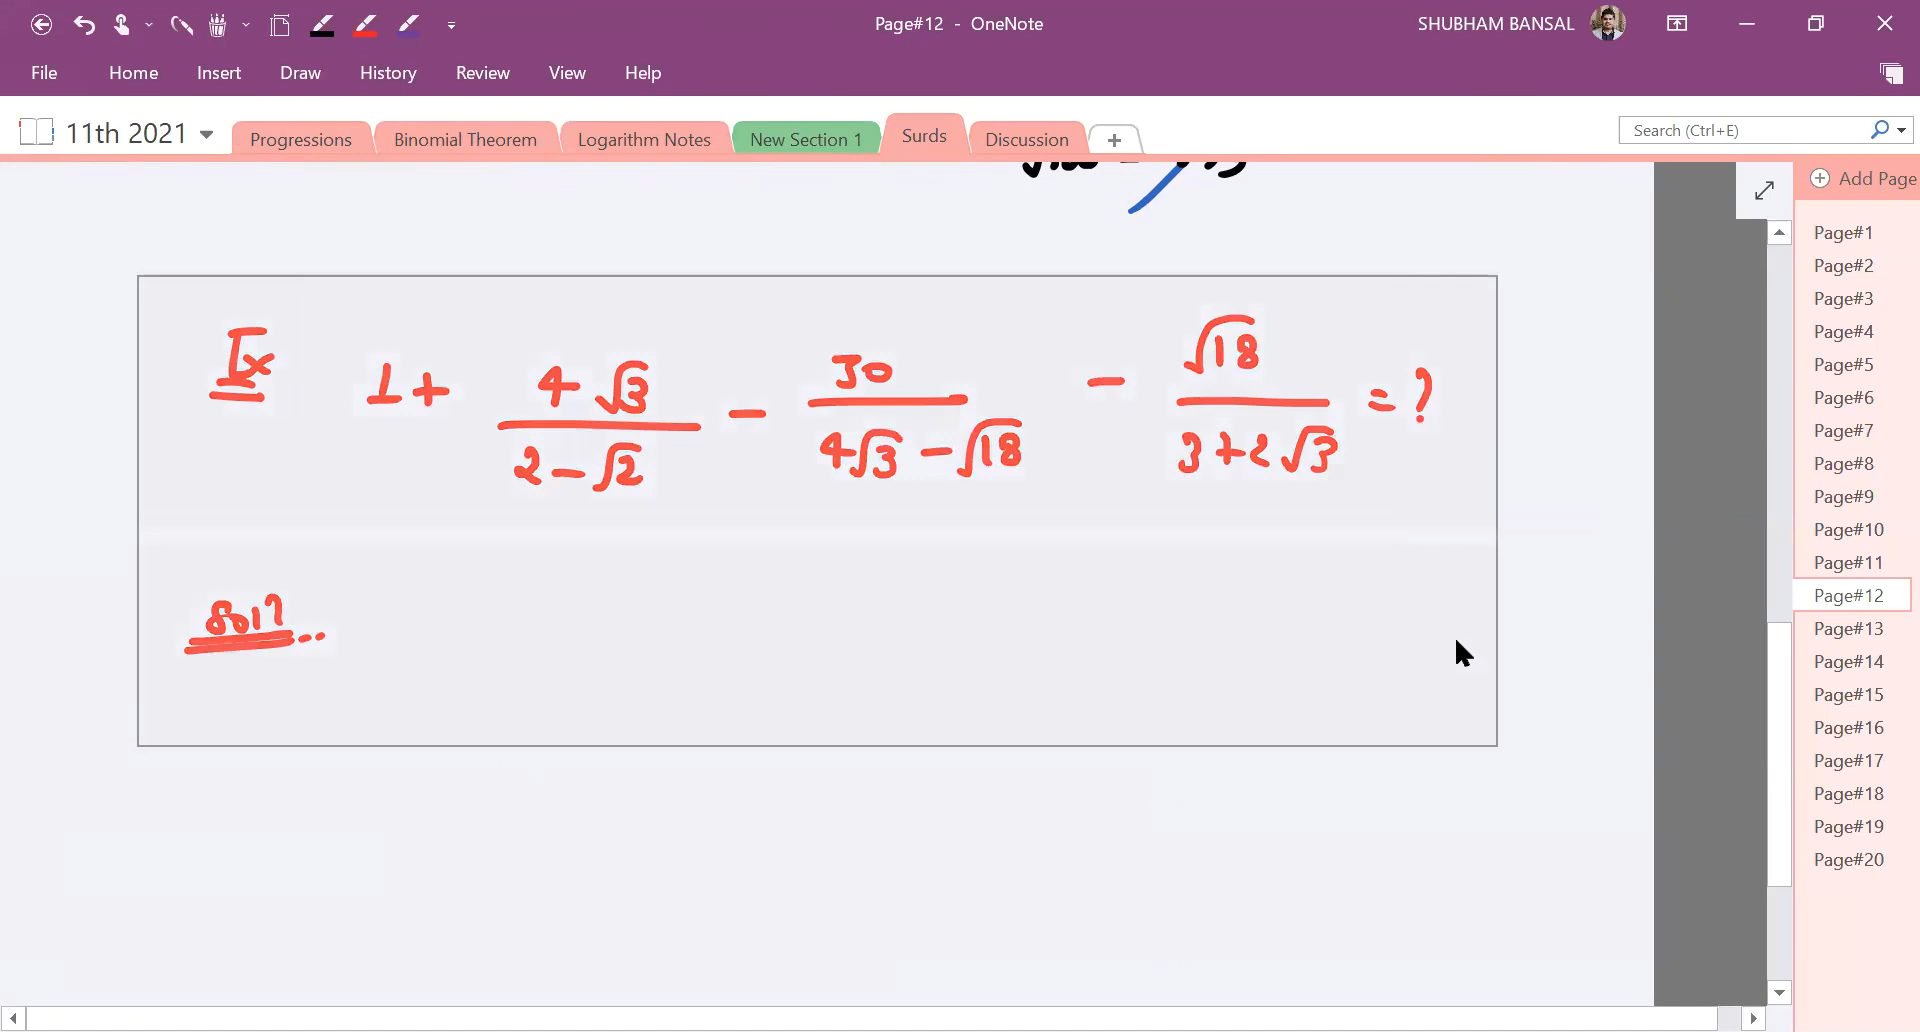 Page#12 - OneNote
SHUBHAM BANSAL
File Home Insert Draw History Review View Help
11th 2021
Progressions Binomial Theorem Logarithm Notes New Section 1 Surds Discussion +
Search (Ctrl+E)
Add Page
Page#1
Page#2
Page#3
Page#4
Page#5
Page#6
Page#7
Page#8
Page#9
Page#10
Page#11
Page#12
Page#13
Page#14
Page#15
Page#16
Page#17
Page#18
Page#19
Page#20
Ex 1 + 4√3/(2-√2) - 30/(4√3-√18) - √18/(3+2√3) = ?
Solⁿ